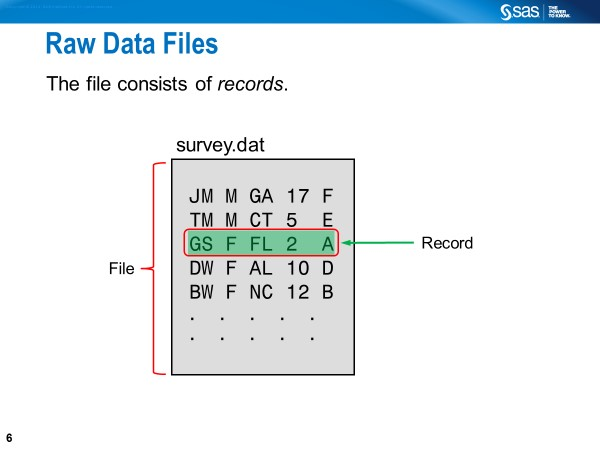 sas THE POWER TO KNOW.
Raw Data Files
The file consists of records.
survey.dat
JM M GA 17 F
TM M CT 5 E
GS F FL 2 A
DW F AL 10 D
BW F NC 12 B
. . . . .
. . . . .
File
Record
6